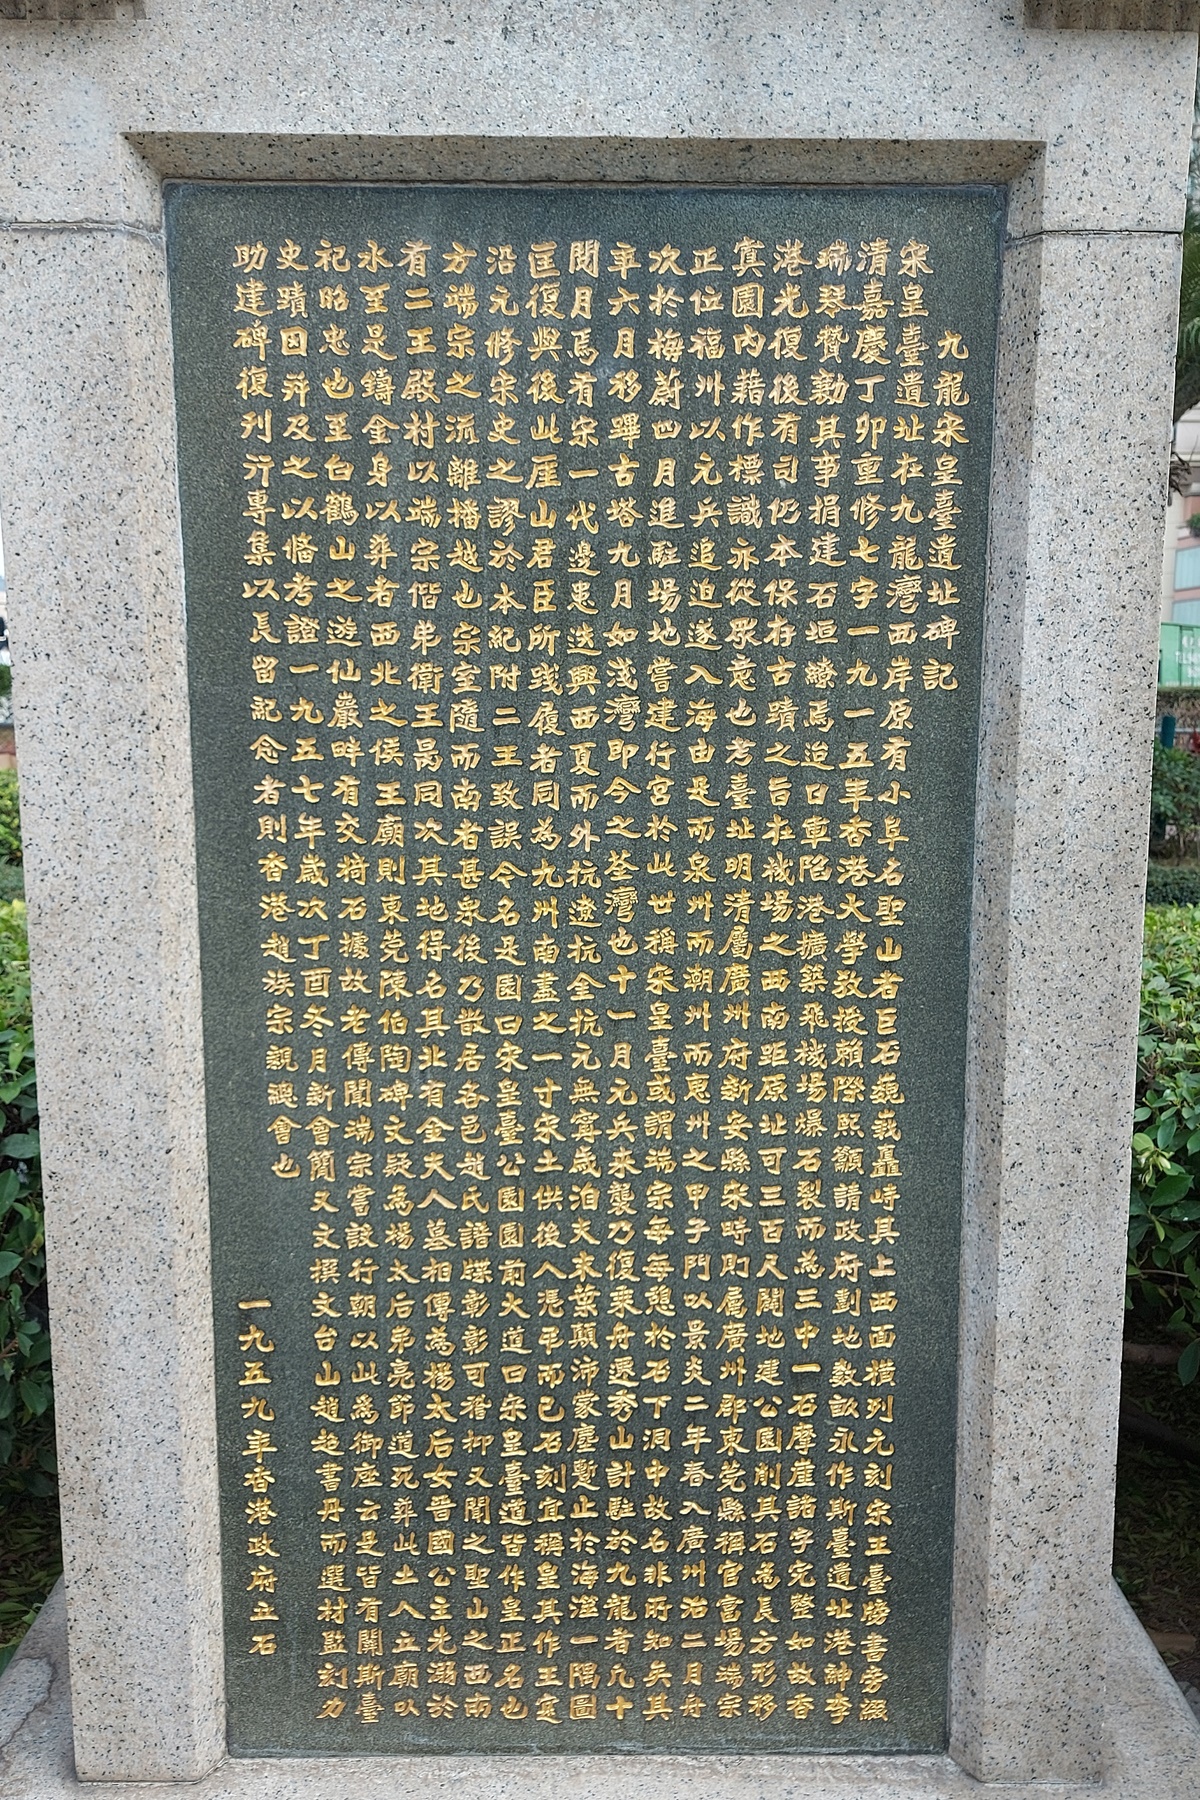 九龍宋皇臺遺址碑記
宋皇臺遺址在九龍灣西岸原有小阜名聖山者巨石巍峩矗峙其上西面橫列元刻宋王臺牓書旁綴
清嘉慶丁卯重修七字一九一五年香港大學教授賴際熙籲請政府劃地數畝永作斯臺遺址港紳李
瑞琴贊勷其事捐建石垣繚焉迨日軍陷港擴築飛機場爆石裂而為三中一石摩崖諸字完整如故香
港光復後有司仍本保存古蹟之旨在機場之西南距原址可三百尺闢地建公園削其石為長方形移
寘園內藉作標識亦從眾意也考臺址明清屬廣州府新安縣宋時則屬廣州郡東莞縣稱官富場端宗
正位福州以元兵追迫遂入海由是而泉州而潮州而惠州之甲子門以景炎二年春入廣州治二月舟
次於梅蔚四月進駐場地嘗建行宮於此世稱宋皇臺或謂端宗每每憩於石下洞中故名非所知矣其
年六月移蹕古塔九月如淺灣即今之荃灣也十一月元兵來襲乃復乘舟遷秀山計駐於九龍者凡十
閱月焉有宋一代邊患迭興西夏而外抗遼抗金抗元無寧歲洎夫末葉顛沛蒙塵暫止於海澨一隅圖
匡復興後此厓山君臣所踐履者同為九州南盡之一寸宋土供後人憑弔而已石刻宜稱皇其作王寔
沿元修宋史之謬於本紀附二王致誤今名是園曰宋皇臺公園園前大道曰宋皇臺道皆作皇正名也
方端宗之流離播越也宗室隨而南者甚衆後乃散居各邑趙氏譜牒彰彰可稽抑又聞之聖山之西南
有二王殿村以端宗偕弟衛王昺同次其地得名其北有金夫人墓相傳為楊太后女晉國公主先溺於
水至是鑄金身以葬者西北之侯王廟則東莞陳伯陶碑文疑為楊太后弟亮節道死葬此土人立廟以
祀昭忠也至白鶴山之遊仙巖畔有交椅石據故老傳聞端宗嘗設行朝以此為御座云是皆有關斯臺
史蹟因并及之以備考證一九五七年歲次丁酉冬月新會簡又文撰文台山趙超書丹而選材監刻力
助建碑復刊行專集以長留紀念者則香港趙族宗親總會也
一九五九年香港政府立石